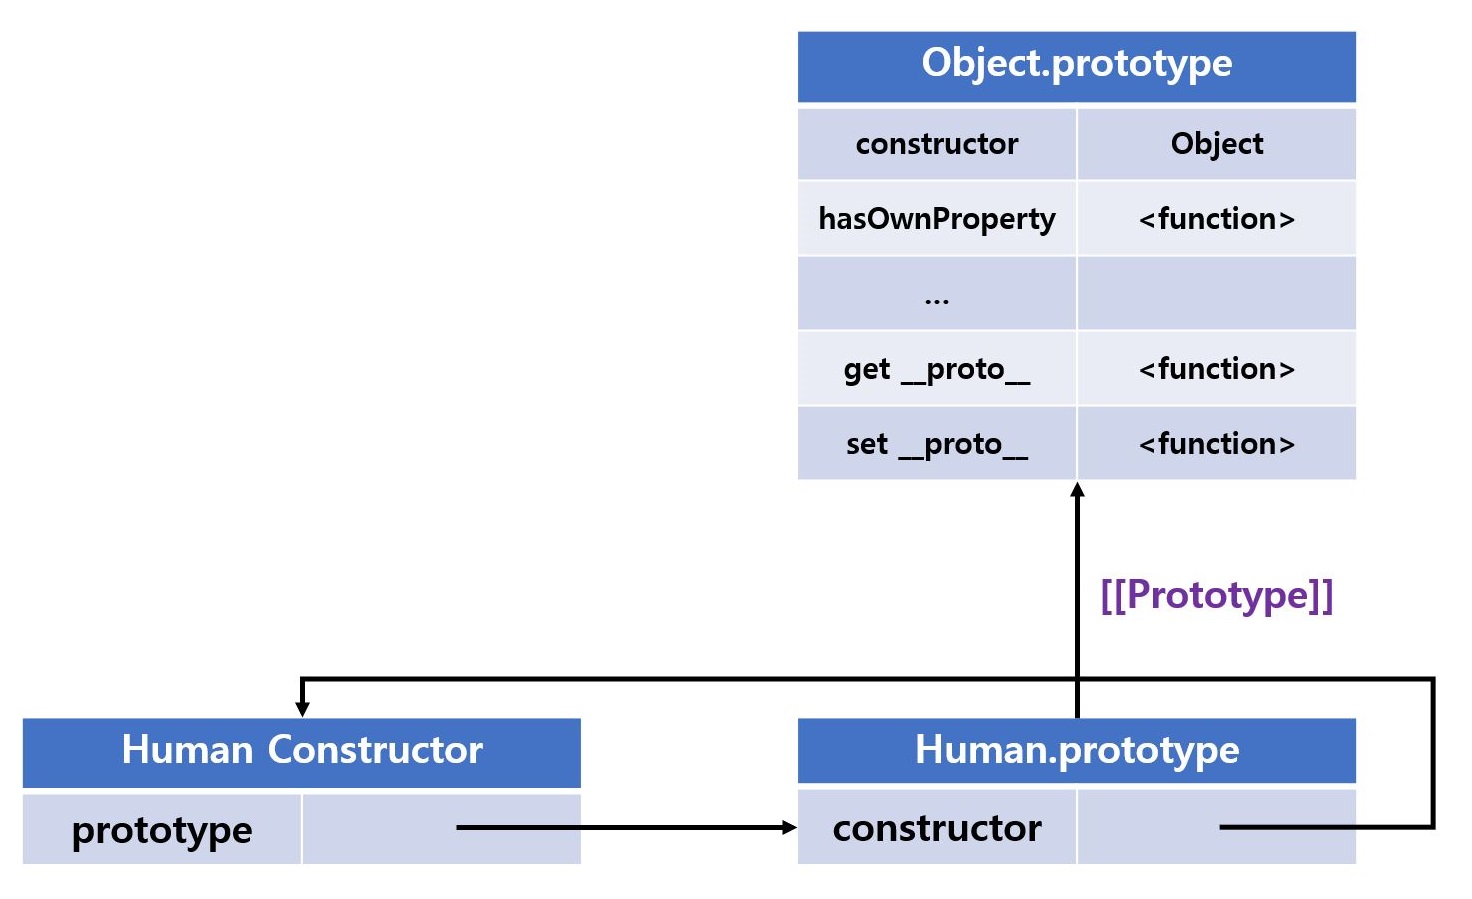 Object.prototype
constructor Object
hasOwnProperty <function>
...
get __proto__ <function>
set __proto__ <function>
[[Prototype]]
Human Constructor
prototype
Human.prototype
constructor